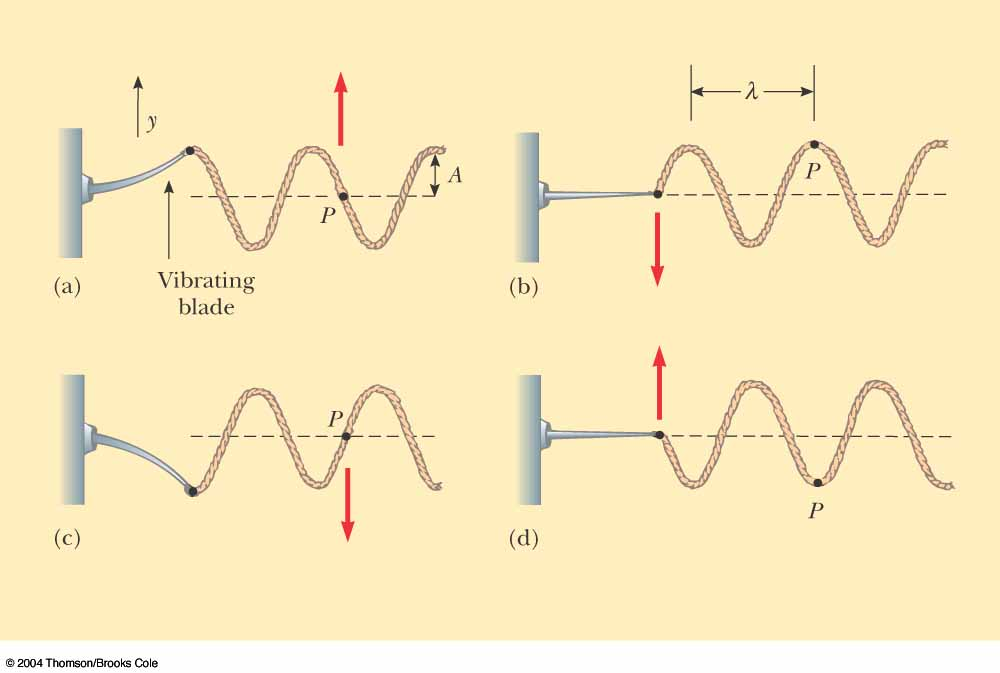 y
A
P
Vibrating
blade
(a)
λ
P
(b)
P
(c)
P
(d)
© 2004 Thomson/Brooks Cole